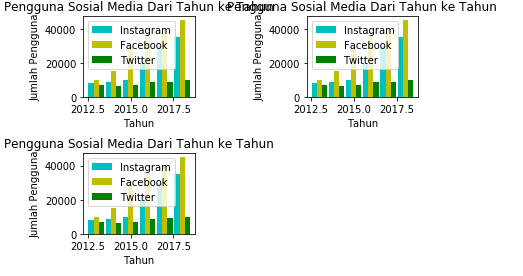 Pengguna Sosial Media Dari Tahun ke Tahun
Pengguna Sosial Media Dari Tahun ke Tahun
Jumlah Pengguna
40000
20000
0
Instagram
Facebook
Twitter
2012.5 2015.0 2017.5
Tahun
Jumlah Pengguna
40000
20000
0
Instagram
Facebook
Twitter
2012.5 2015.0 2017.5
Tahun
Pengguna Sosial Media Dari Tahun ke Tahun
Jumlah Pengguna
40000
20000
0
Instagram
Facebook
Twitter
2012.5 2015.0 2017.5
Tahun